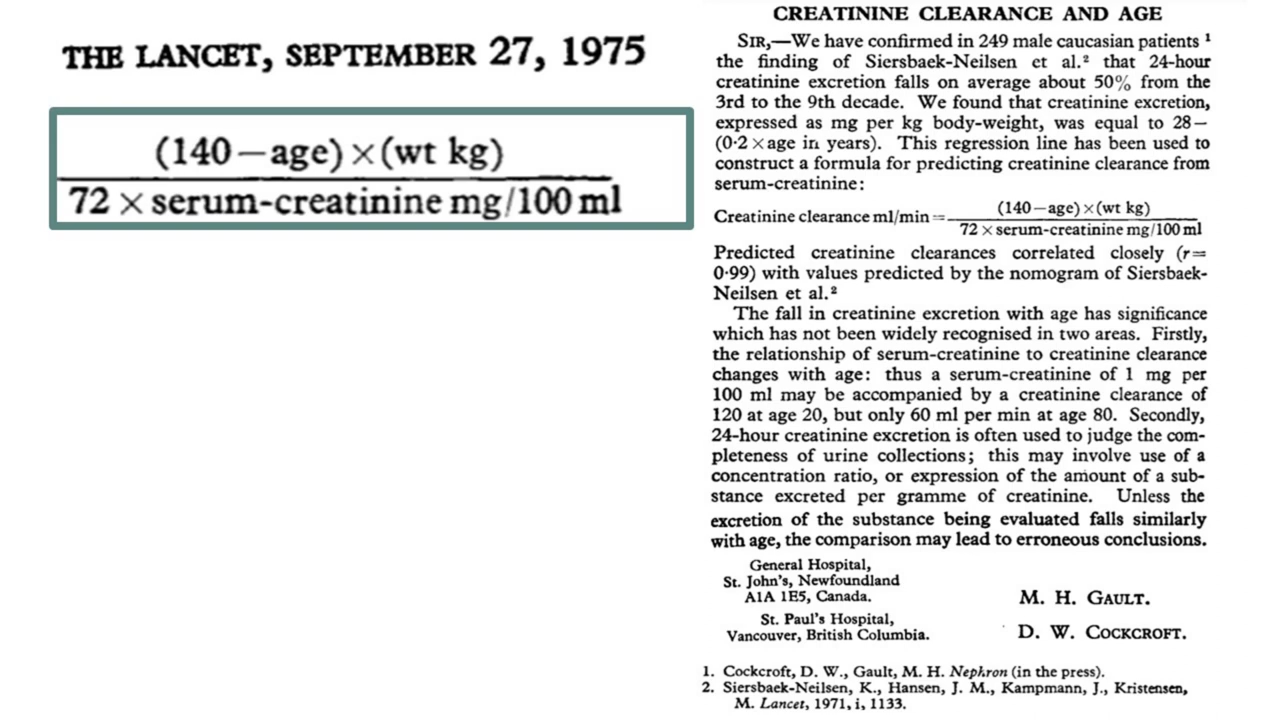 THE LANCET, SEPTEMBER 27, 1975
(140—age) × (wt kg)
72 × serum-creatinine mg/100 ml
CREATININE CLEARANCE AND AGE
SIR,—We have confirmed in 249 male caucasian patients ¹
the finding of Siersbaek-Neilsen et al.² that 24-hour
creatinine excretion falls on average about 50% from the
3rd to the 9th decade. We found that creatinine excretion,
expressed as mg per kg body-weight, was equal to 28—
(0·2 × age in years). This regression line has been used to
construct a formula for predicting creatinine clearance from
serum-creatinine:
Creatinine clearance ml/min = (140—age) × (wt kg)
72 × serum-creatinine mg/100 ml
Predicted creatinine clearances correlated closely (r=
0·99) with values predicted by the nomogram of Siersbaek-
Neilsen et al.²
The fall in creatinine excretion with age has significance
which has not been widely recognised in two areas. Firstly,
the relationship of serum-creatinine to creatinine clearance
changes with age: thus a serum-creatinine of 1 mg per
100 ml may be accompanied by a creatinine clearance of
120 at age 20, but only 60 ml per min at age 80. Secondly,
24-hour creatinine excretion is often used to judge the com-
pleteness of urine collections; this may involve use of a
concentration ratio, or expression of the amount of a sub-
stance excreted per gramme of creatinine. Unless the
excretion of the substance being evaluated falls similarly
with age, the comparison may lead to erroneous conclusions.
General Hospital,
St. John's, Newfoundland
A1A 1E5, Canada.
St. Paul's Hospital,
Vancouver, British Columbia.
M. H. GAULT.
D. W. COCKCROFT.
1. Cockcroft, D. W., Gault, M. H. Nephron (in the press).
2. Siersbaek-Neilsen, K., Hansen, J. M., Kampmann, J., Kristensen,
M. Lancet, 1971, i, 1133.